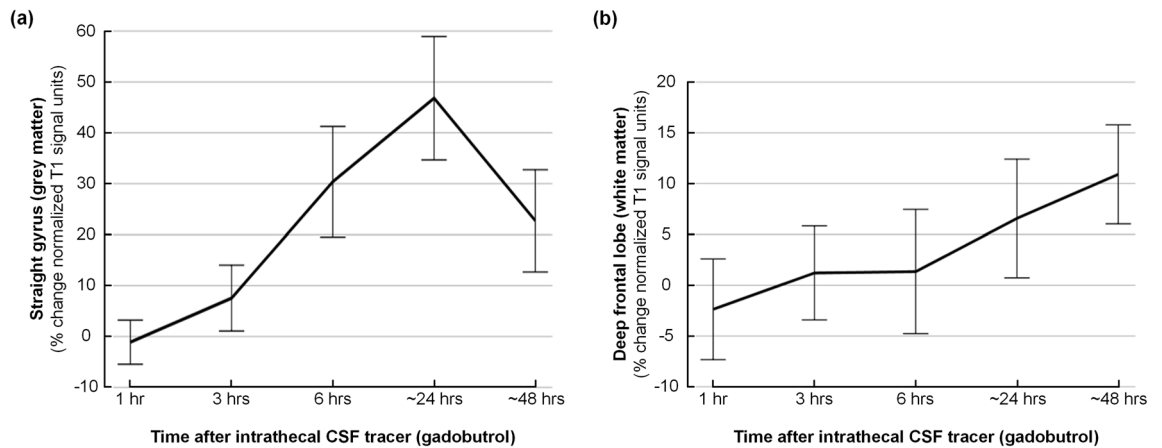 (a)
Straight gyrus (grey matter)
(% change normalized T1 signal units)
60
50
40
30
20
10
0
-10
1 hr
3 hrs
6 hrs
~24 hrs
~48 hrs
Time after intrathecal CSF tracer (gadobutrol)
(b)
Deep frontal lobe (white matter)
(% change normalized T1 signal units)
20
15
10
5
0
-5
-10
1 hr
3 hrs
6 hrs
~24 hrs
~48 hrs
Time after intrathecal CSF tracer (gadobutrol)